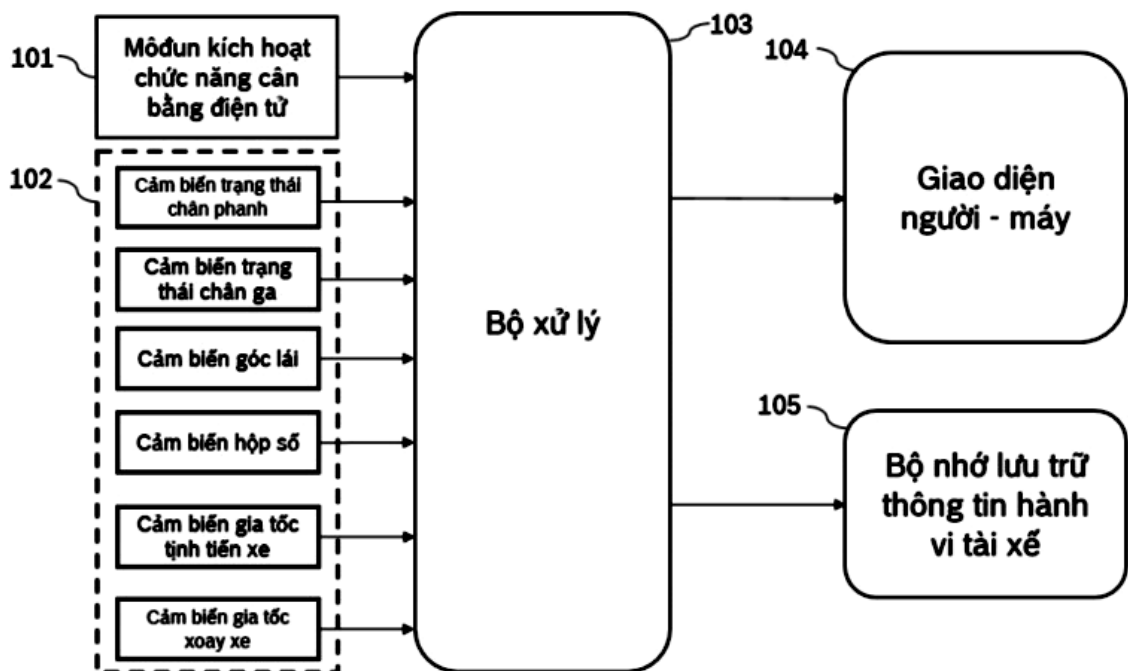 101
Môđun kích hoạt
chức năng cân
bằng điện tử
102
Cảm biến trạng thái
chân phanh
Cảm biến trạng
thái chân ga
Cảm biến góc lái
Cảm biến hộp số
Cảm biến gia tốc
tịnh tiến xe
Cảm biến gia tốc
xoay xe
103
Bộ xử lý
104
Giao diện
người - máy
105
Bộ nhớ lưu trữ
thông tin hành
vi tài xế